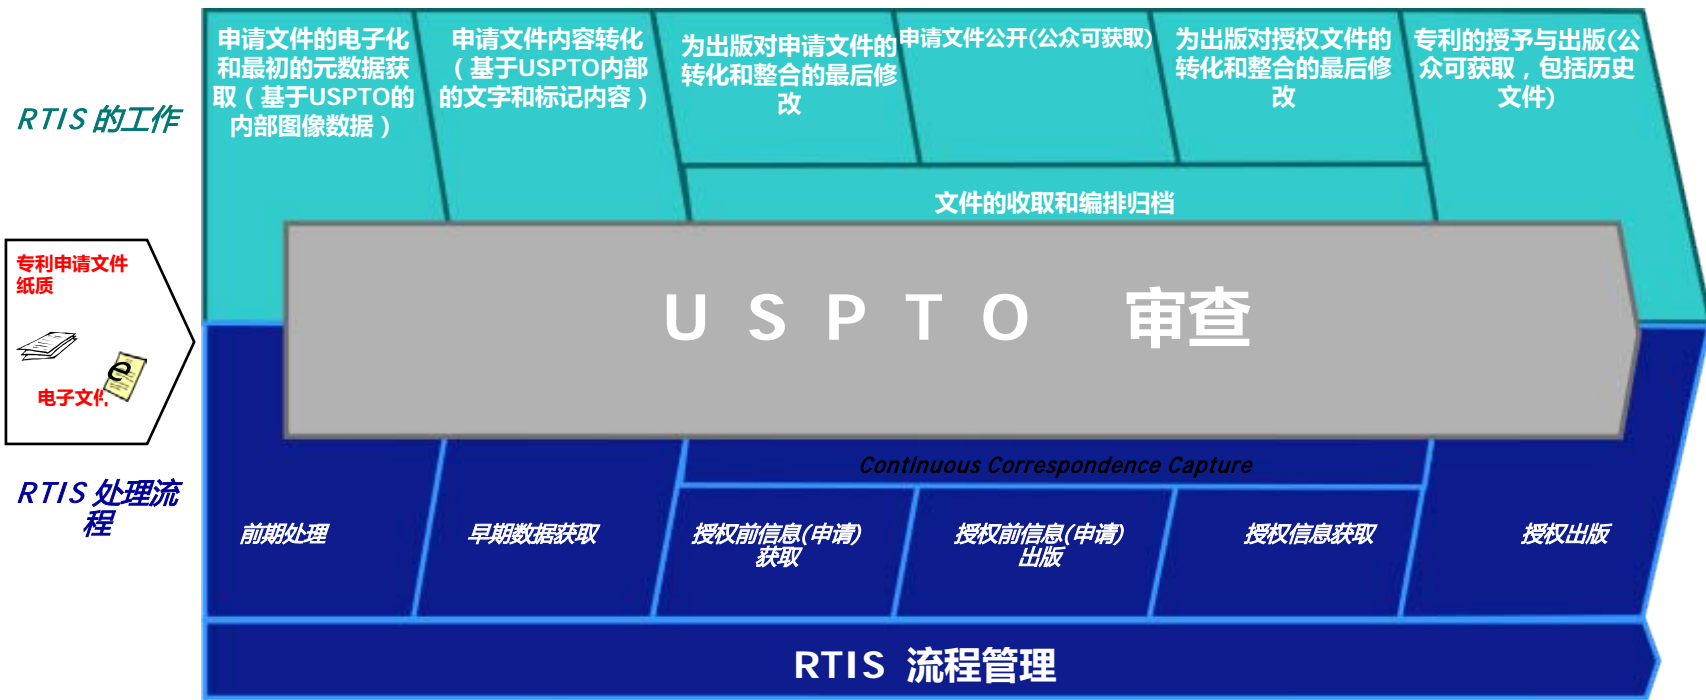 申请文件的电子化
和最初的元数据获
取（基于USPTO的
内部图像数据）
申请文件内容转化
（基于USPTO内部
的文字和标记内容）
为出版对申请文件的
转化和整合的最后修
改
申请文件公开(公众可获取)
为出版对授权文件的
转化和整合的最后修
改
专利的授予与出版(公
众可获取，包括历史
文件)
RTIS 的工作
文件的收取和编排归档
专利申请文件
纸质
e
电子文件
USPTO 审查
Continuous Correspondence Capture
RTIS 处理流
程
前期处理
早期数据获取
授权前信息(申请)
获取
授权前信息(申请)
出版
授权信息获取
授权出版
RTIS 流程管理